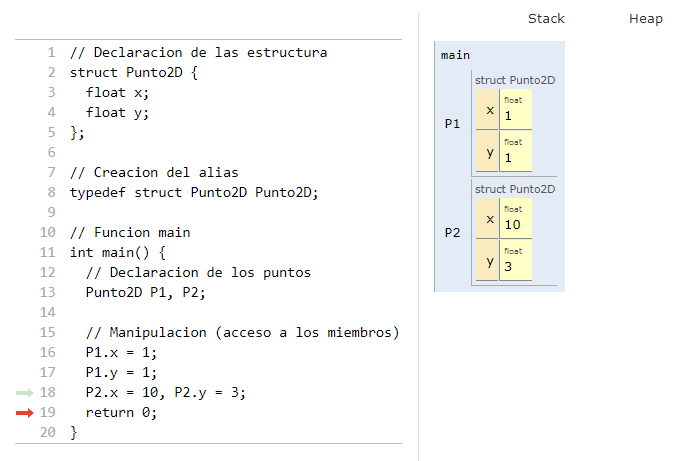 Stack Heap
1 // Declaracion de las estructura
2 struct Punto2D {
3 float x;
4 float y;
5 };
6
7 // Creacion del alias
8 typedef struct Punto2D Punto2D;
9
10 // Funcion main
11 int main() {
12 // Declaracion de los puntos
13 Punto2D P1, P2;
14
15 // Manipulacion (acceso a los miembros)
16 P1.x = 1;
17 P1.y = 1;
18 P2.x = 10, P2.y = 3;
19 return 0;
20 }
main
struct Punto2D
P1
x float 1
y float 1
struct Punto2D
P2
x float 10
y float 3